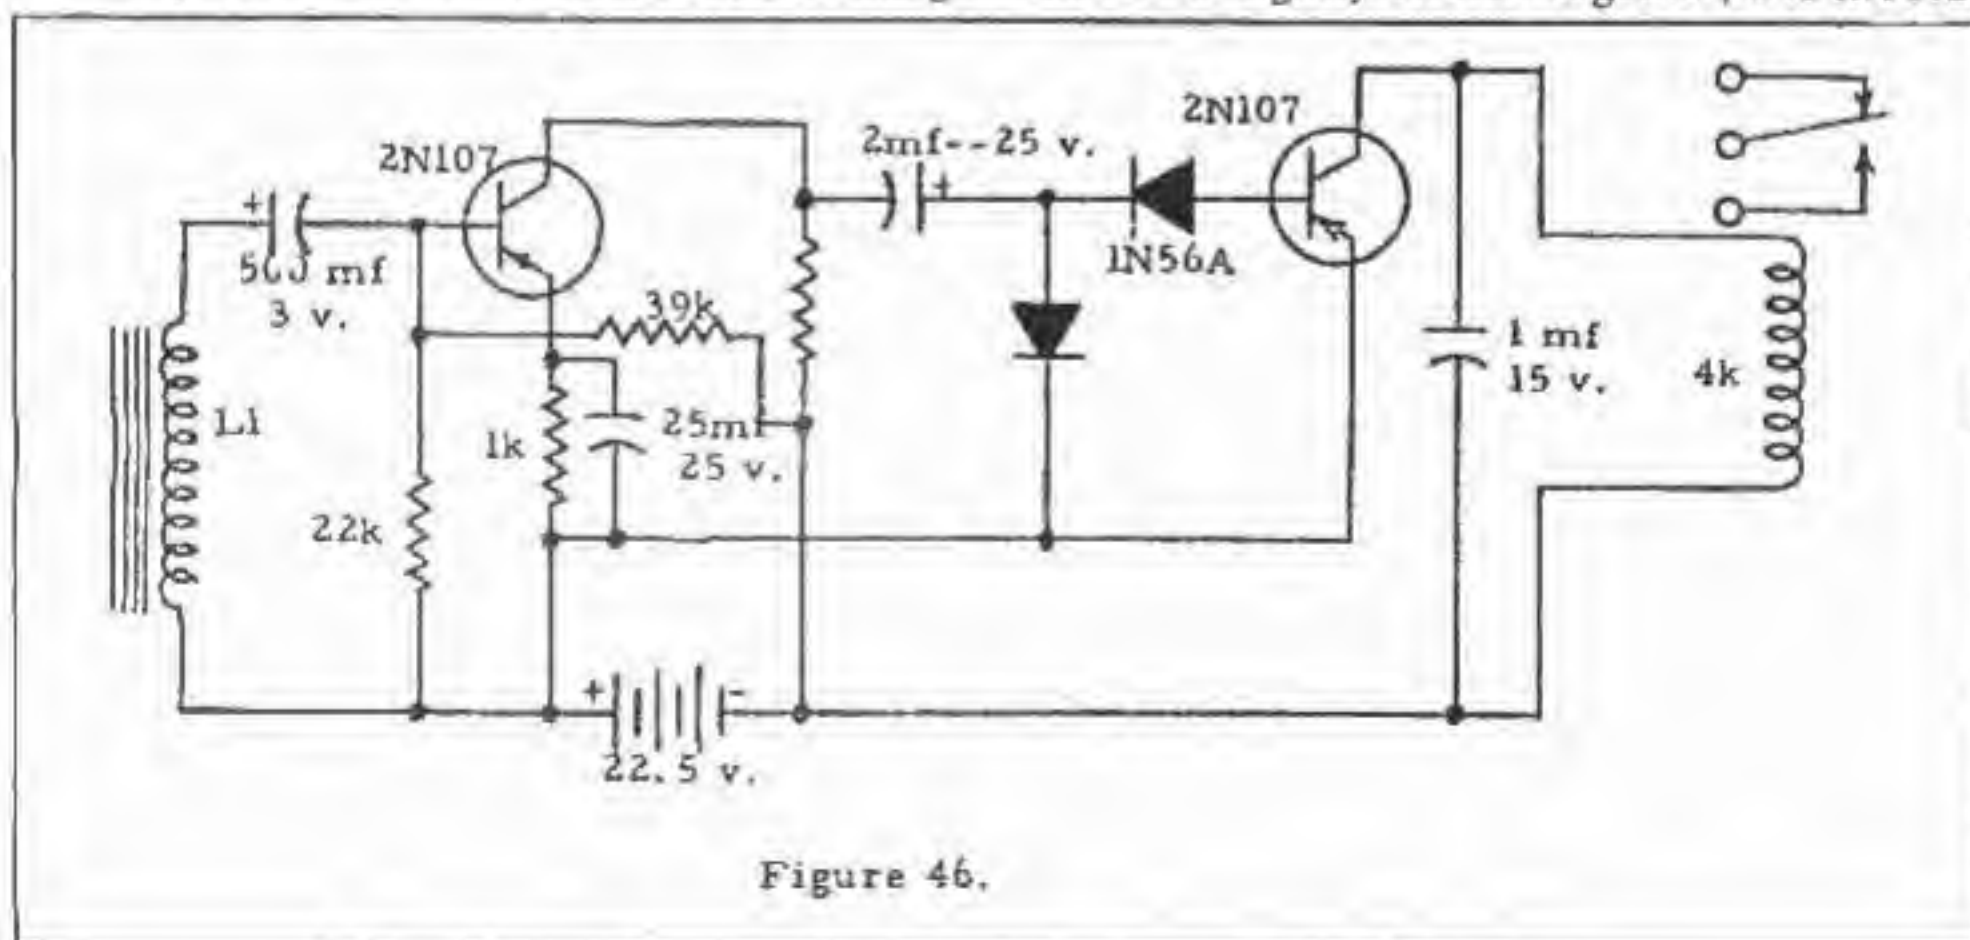 2N107
2mf--25 v.
2N107
+
+
mf
3 v.
1N56A
39k
L1
1k
25mf
25 v.
1 mf
15 v.
4k
22k
+
-
22.5 v.
Figure 46.